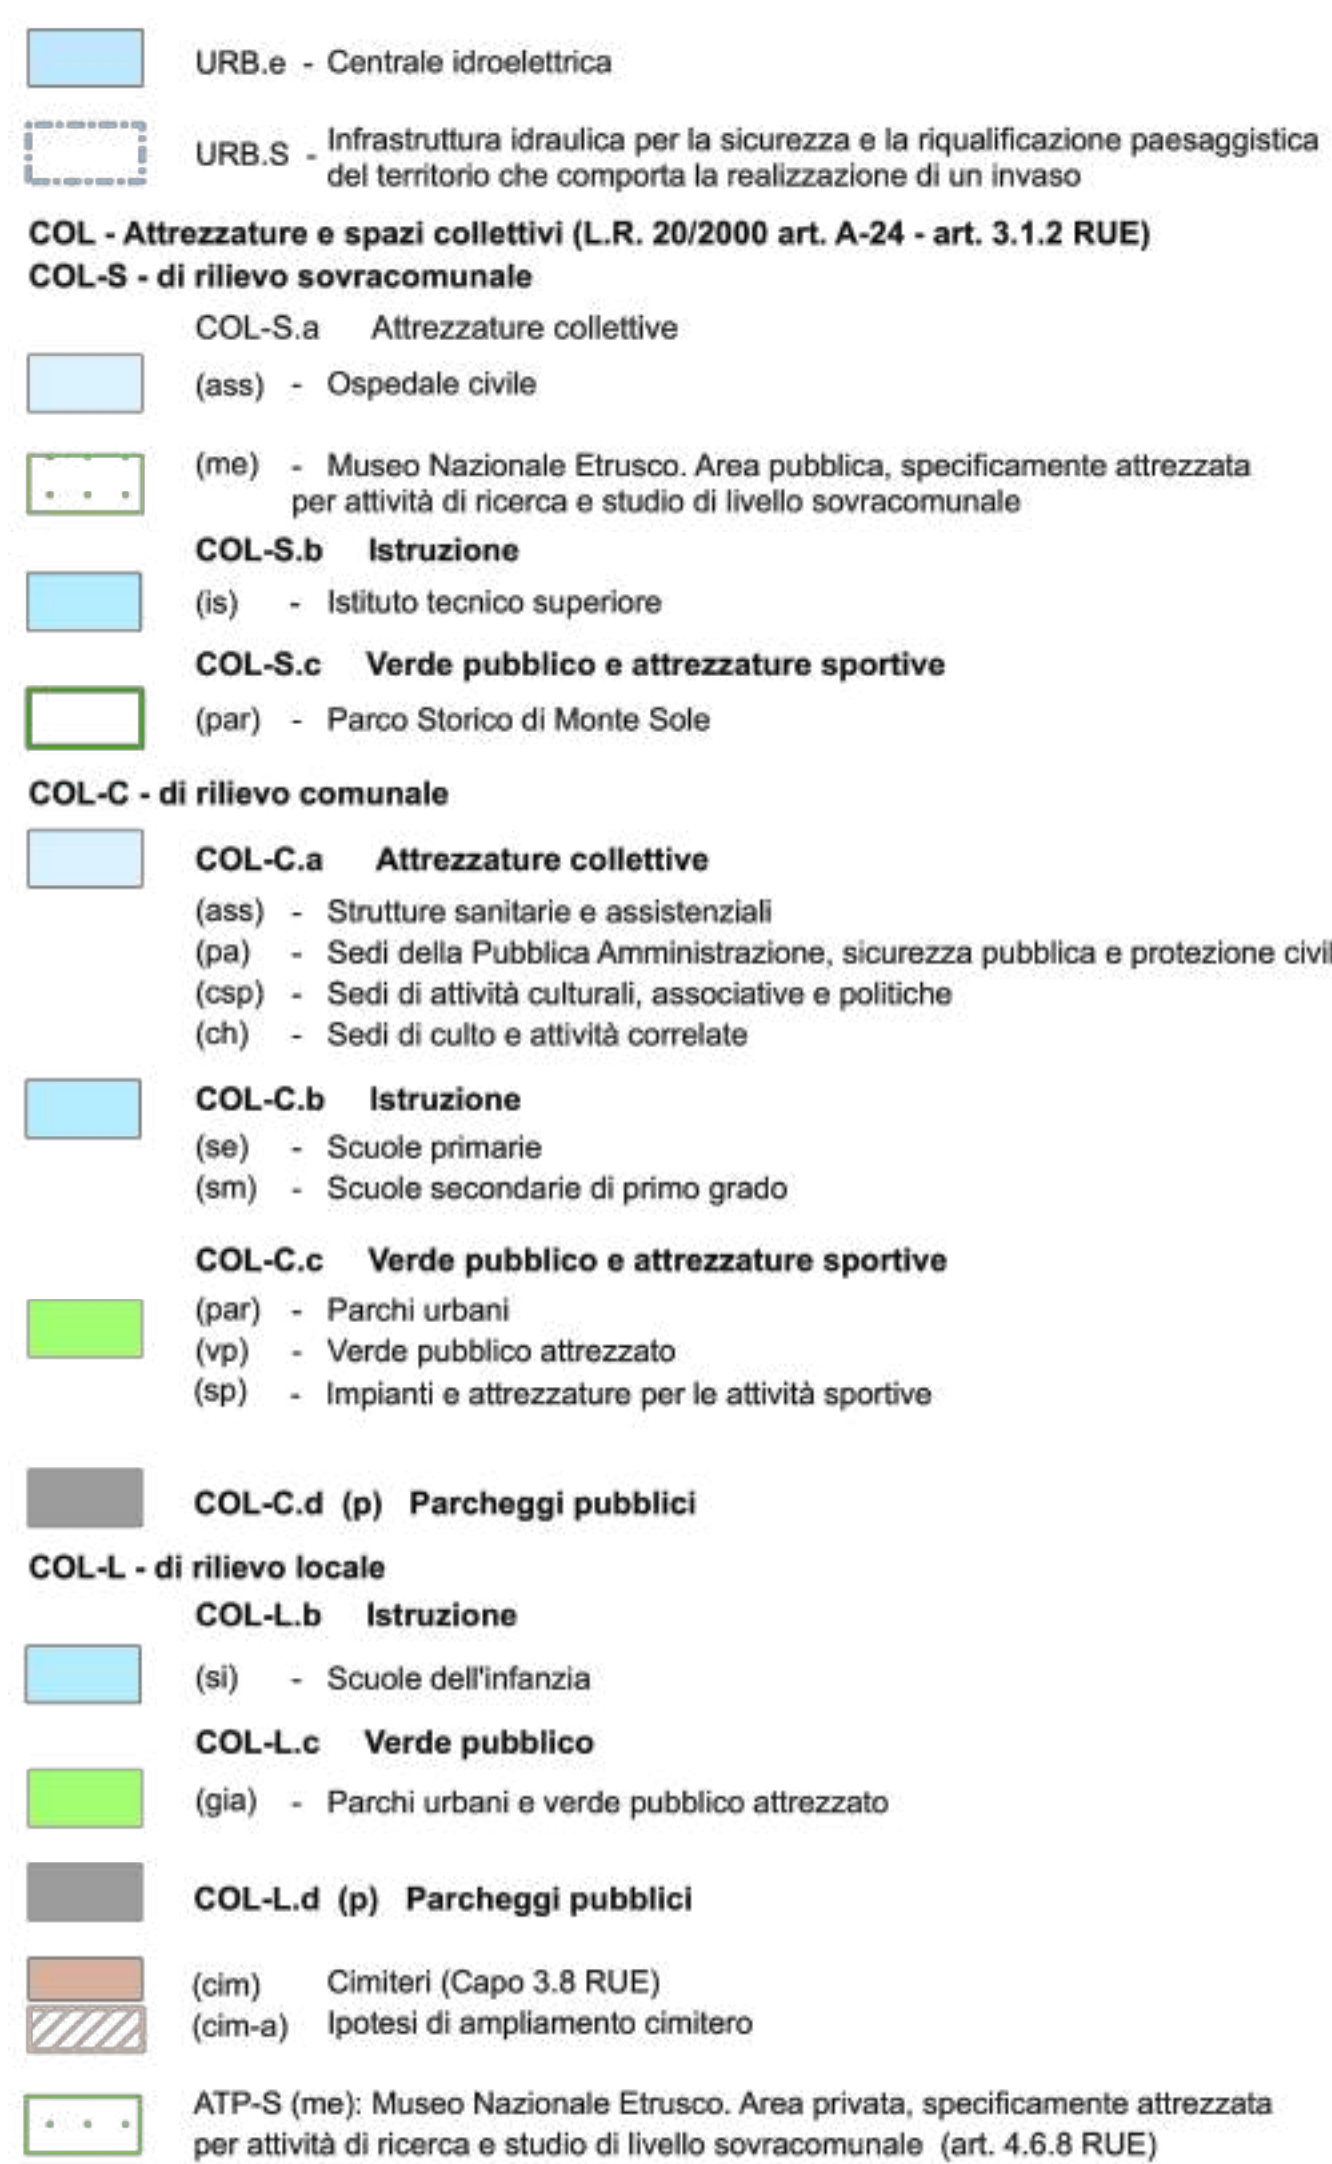 URB.e - Centrale idroelettrica
URB.S - Infrastruttura idraulica per la sicurezza e la riqualificazione paesaggistica
del territorio che comporta la realizzazione di un invaso
COL - Attrezzature e spazi collettivi (L.R. 20/2000 art. A-24 - art. 3.1.2 RUE)
COL-S - di rilievo sovracomunale
COL-S.a Attrezzature collettive
(ass) - Ospedale civile
(me) - Museo Nazionale Etrusco. Area pubblica, specificamente attrezzata
per attività di ricerca e studio di livello sovracomunale
COL-S.b Istruzione
(is) - Istituto tecnico superiore
COL-S.c Verde pubblico e attrezzature sportive
(par) - Parco Storico di Monte Sole
COL-C - di rilievo comunale
COL-C.a Attrezzature collettive
(ass) - Strutture sanitarie e assistenziali
(pa) - Sedi della Pubblica Amministrazione, sicurezza pubblica e protezione civil
(csp) - Sedi di attività culturali, associative e politiche
(ch) - Sedi di culto e attività correlate
COL-C.b Istruzione
(se) - Scuole primarie
(sm) - Scuole secondarie di primo grado
COL-C.c Verde pubblico e attrezzature sportive
(par) - Parchi urbani
(vp) - Verde pubblico attrezzato
(sp) - Impianti e attrezzature per le attività sportive
COL-C.d (p) Parcheggi pubblici
COL-L - di rilievo locale
COL-L.b Istruzione
(si) - Scuole dell'infanzia
COL-L.c Verde pubblico
(gia) - Parchi urbani e verde pubblico attrezzato
COL-L.d (p) Parcheggi pubblici
(cim) Cimiteri (Capo 3.8 RUE)
(cim-a) Ipotesi di ampliamento cimitero
ATP-S (me): Museo Nazionale Etrusco. Area privata, specificamente attrezzata
per attività di ricerca e studio di livello sovracomunale (art. 4.6.8 RUE)